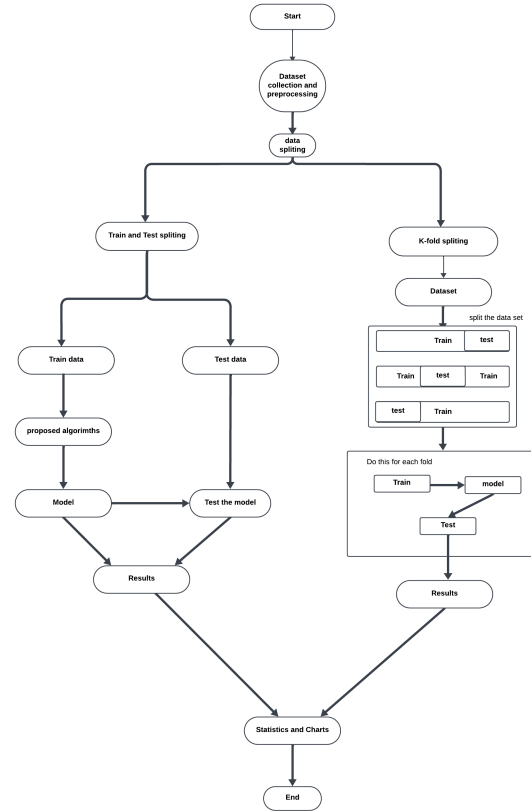 Start
Dataset
collection and
preprocessing
data
spliting
Train and Test spliting
K-fold spliting
Dataset
split the data set
Train
test
Train
test
Train
test
Train
Train data
Test data
proposed algorimths
Model
Test the model
Do this for each fold
Train
model
Test
Results
Results
Statistics and Charts
End